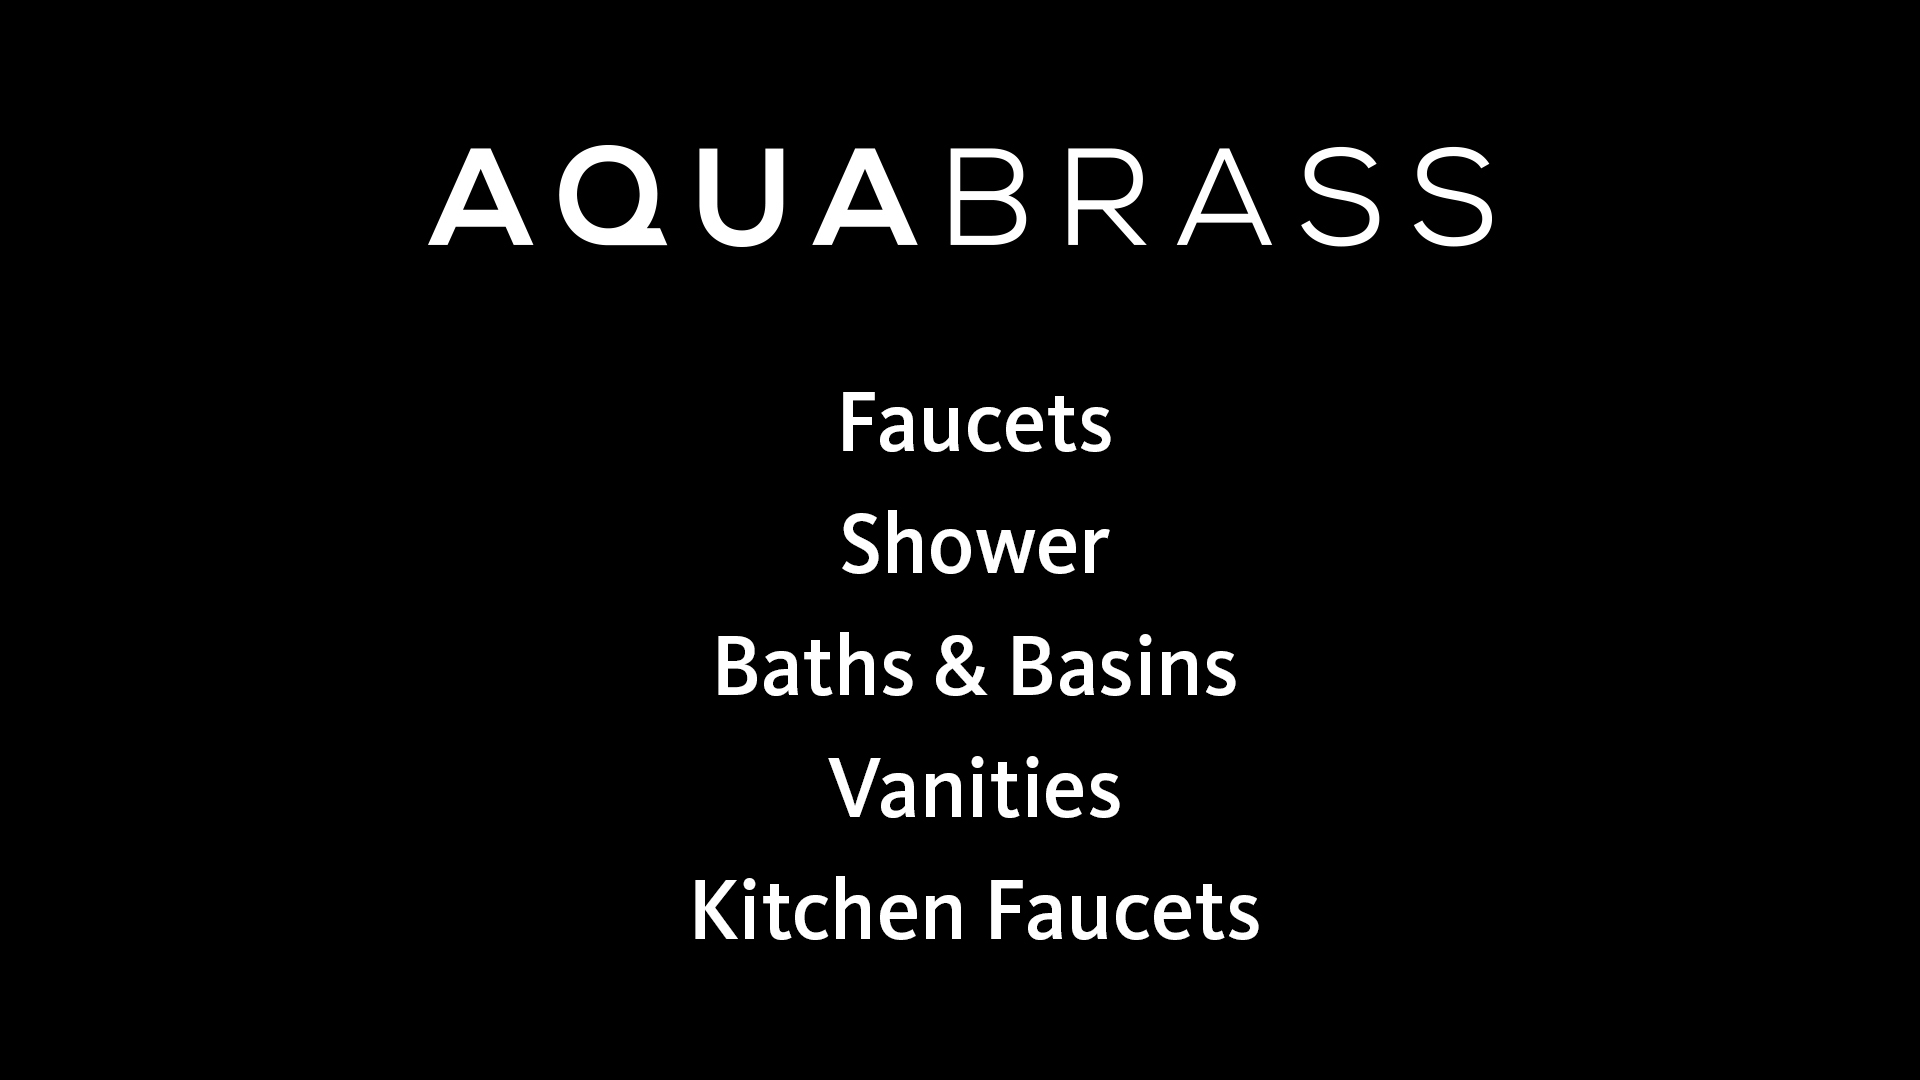 AQUABRASS
Faucets
Shower
Baths & Basins
Vanities
Kitchen Faucets